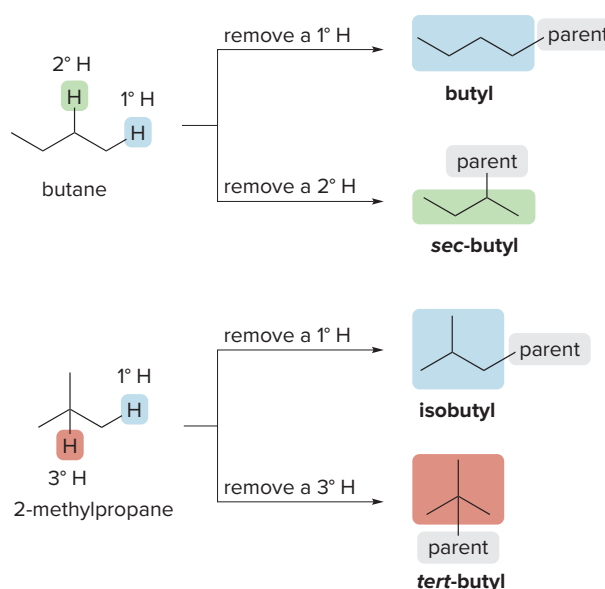 remove a 1° H
parent
butyl
2° H
H
1° H
H
butane
remove a 2° H
parent
sec-butyl
remove a 1° H
parent
isobutyl
1° H
H
H
3° H
2-methylpropane
remove a 3° H
parent
tert-butyl